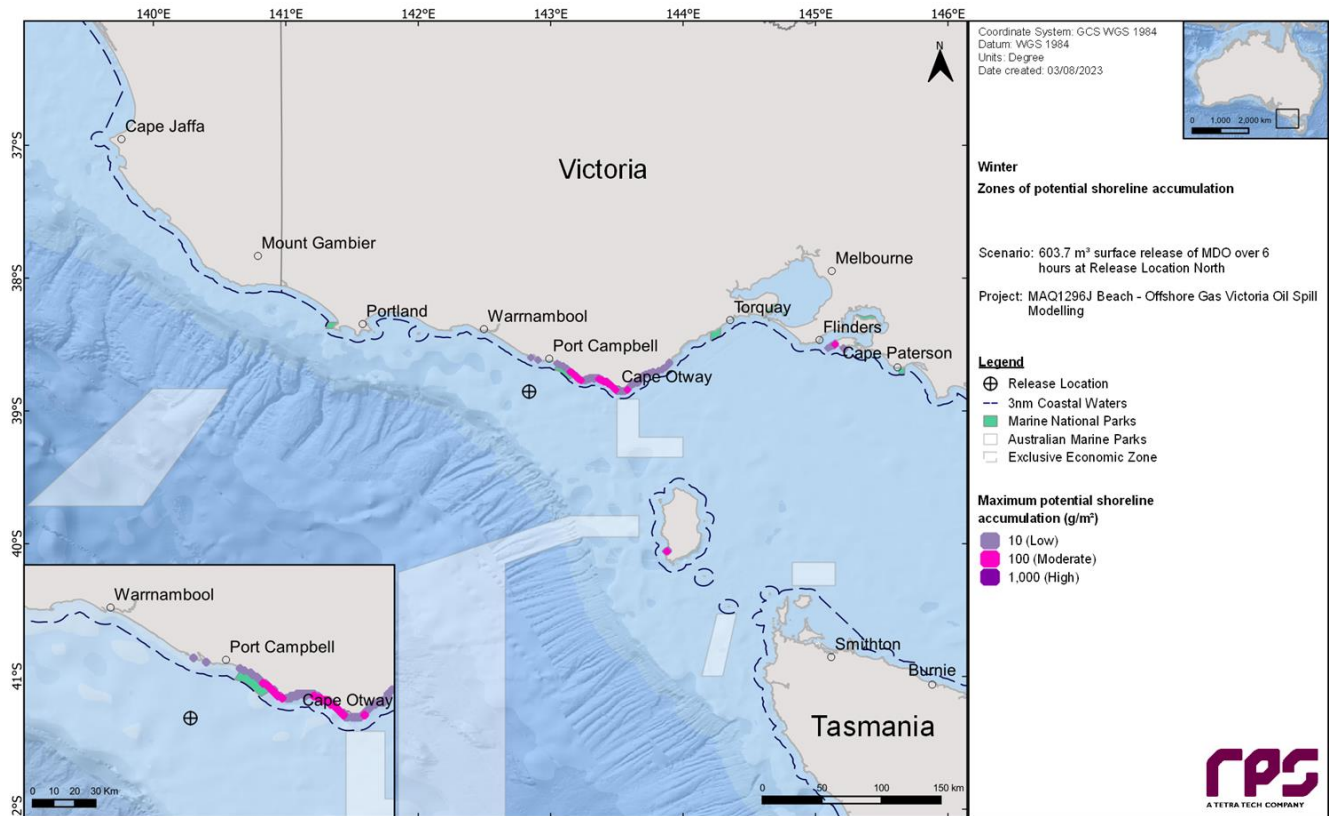 140°E 141°E 142°E 143°E 144°E 145°E 146°E
37°S
38°S
39°S
40°S
41°S
N
Cape Jaffa
Victoria
Mount Gambier
Melbourne
Portland
Torquay
Warrnambool
Flinders
Port Campbell
Cape Paterson
Cape Otway
Smithton
Burnie
Tasmania
0 50 100 150 km
Warrnambool
Port Campbell
Cape Otway
0 10 20 30 Km
Coordinate System: GCS WGS 1984
Datum: WGS 1984
Units: Degree
Date created: 03/08/2023
0 1,000 2,000 km
Winter
Zones of potential shoreline accumulation
Scenario: 603.7 m³ surface release of MDO over 6
hours at Release Location North
Project: MAQ1296J Beach - Offshore Gas Victoria Oil Spill
Modelling
Legend
Release Location
3nm Coastal Waters
Marine National Parks
Australian Marine Parks
Exclusive Economic Zone
Maximum potential shoreline
accumulation (g/m²)
10 (Low)
100 (Moderate)
1,000 (High)
rps
A TETRA TECH COMPANY